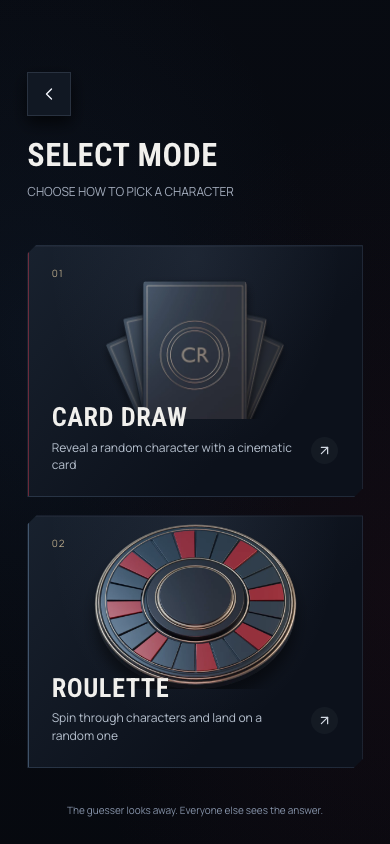 SELECT MODE
CHOOSE HOW TO PICK A CHARACTER
01
CR
CARD DRAW
Reveal a random character with a cinematic
card
02
ROULETTE
Spin through characters and land on a
random one
The guesser looks away. Everyone else sees the answer.